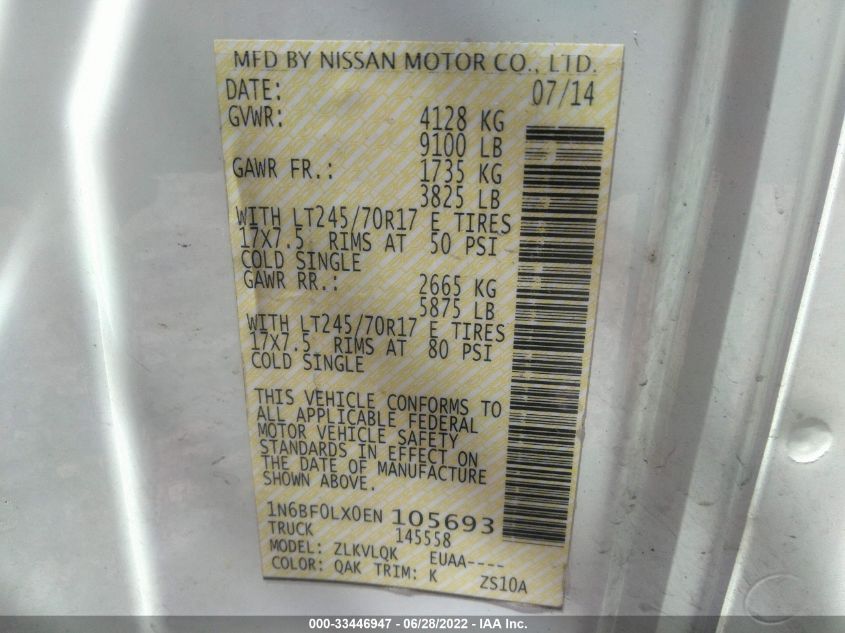 MFD BY NISSAN MOTOR CO., LTD.
DATE: 07/14
GVWR: 4128 KG
9100 LB
GAWR FR.: 1735 KG
3825 LB
WITH LT245/70R17 E TIRES
17X7.5 RIMS AT 50 PSI
COLD SINGLE
GAWR RR.: 2665 KG
5875 LB
WITH LT245/70R17 E TIRES
17X7.5 RIMS AT 80 PSI
COLD SINGLE
THIS VEHICLE CONFORMS TO
ALL APPLICABLE FEDERAL
MOTOR VEHICLE SAFETY
STANDARDS IN EFFECT ON
THE DATE OF MANUFACTURE
SHOWN ABOVE.
1N6BF0LX0EN 105693
TRUCK 145558
MODEL: ZLKVLQK EUAA----
COLOR: QAK TRIM: K ZS10A
000-33446947 - 06/28/2022 - IAA Inc.